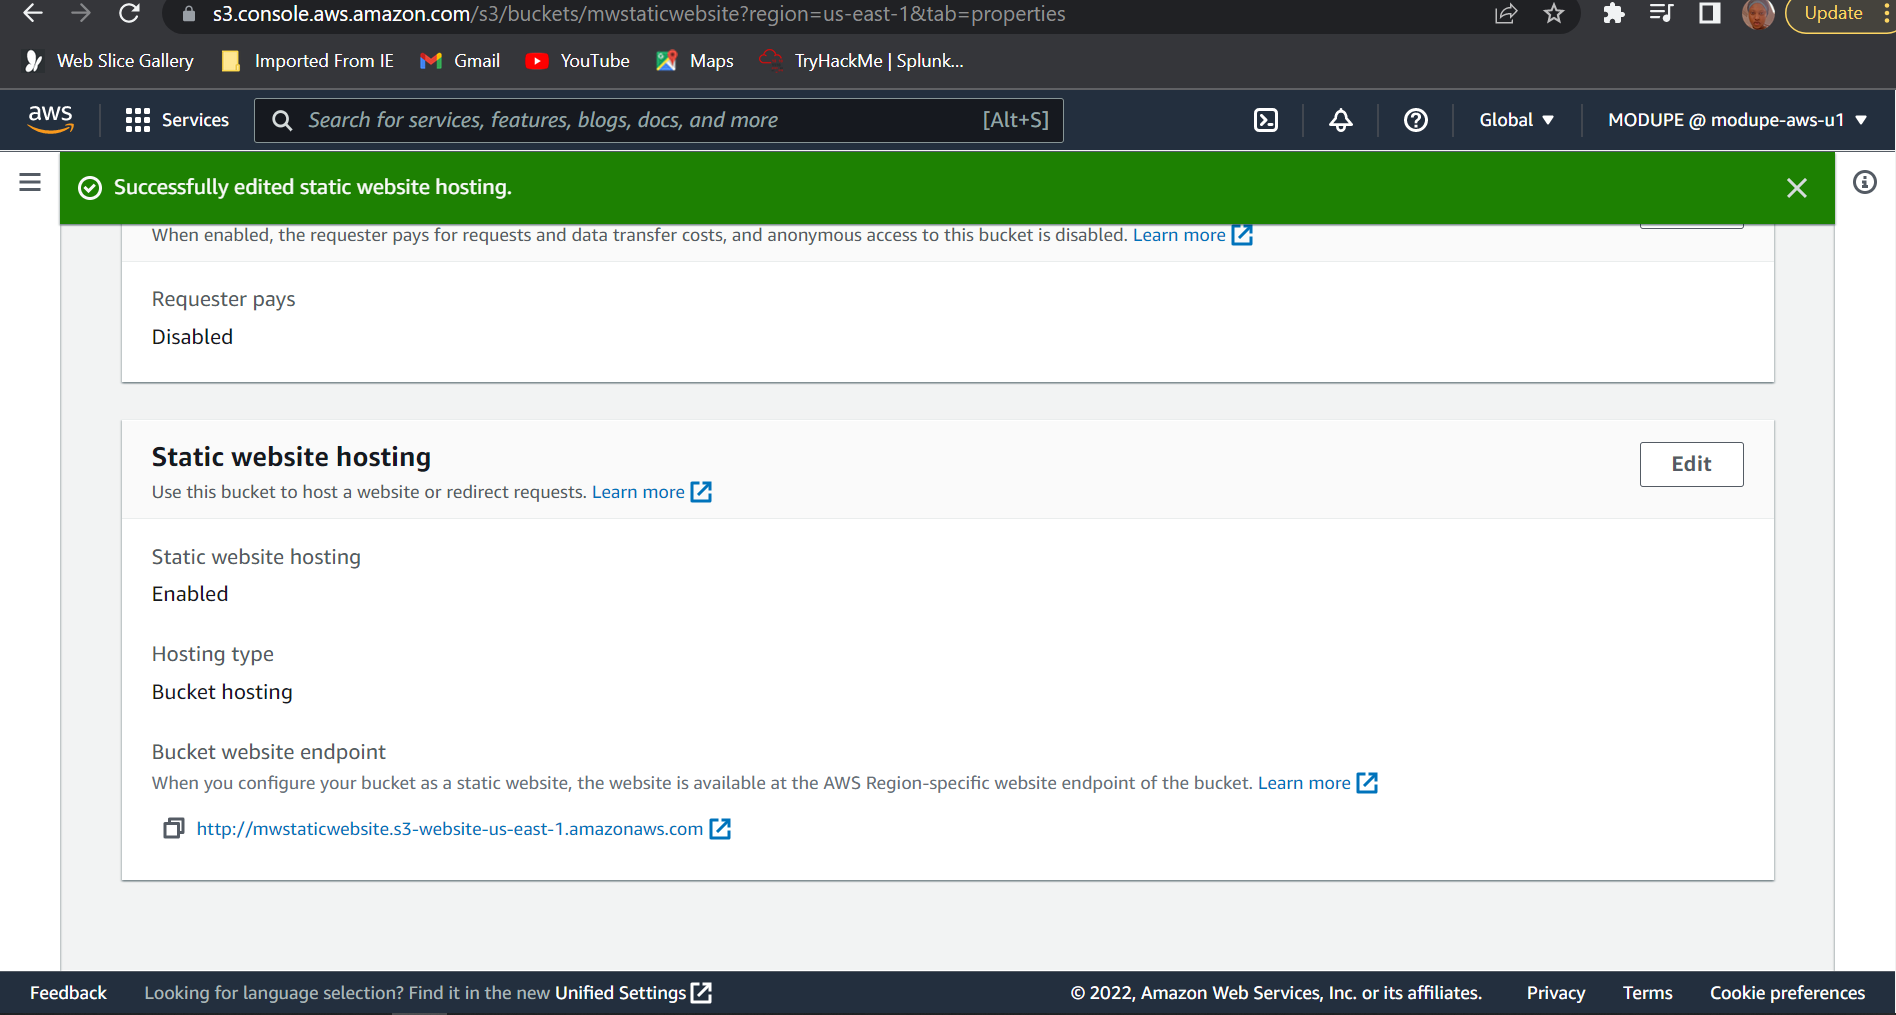 s3.console.aws.amazon.com/s3/buckets/mwstaticwebsite?region=us-east-1&tab=properties
Update
Web Slice Gallery
Imported From IE
Gmail
YouTube
Maps
TryHackMe | Splunk...
aws
Services
Search for services, features, blogs, docs, and more
[Alt+S]
Global
MODUPE @ modupe-aws-u1
Successfully edited static website hosting.
When enabled, the requester pays for requests and data transfer costs, and anonymous access to this bucket is disabled. Learn more
Requester pays
Disabled
Static website hosting
Edit
Use this bucket to host a website or redirect requests. Learn more
Static website hosting
Enabled
Hosting type
Bucket hosting
Bucket website endpoint
When you configure your bucket as a static website, the website is available at the AWS Region-specific website endpoint of the bucket. Learn more
http://mwstaticwebsite.s3-website-us-east-1.amazonaws.com
Feedback
Looking for language selection? Find it in the new Unified Settings
© 2022, Amazon Web Services, Inc. or its affiliates.
Privacy
Terms
Cookie preferences